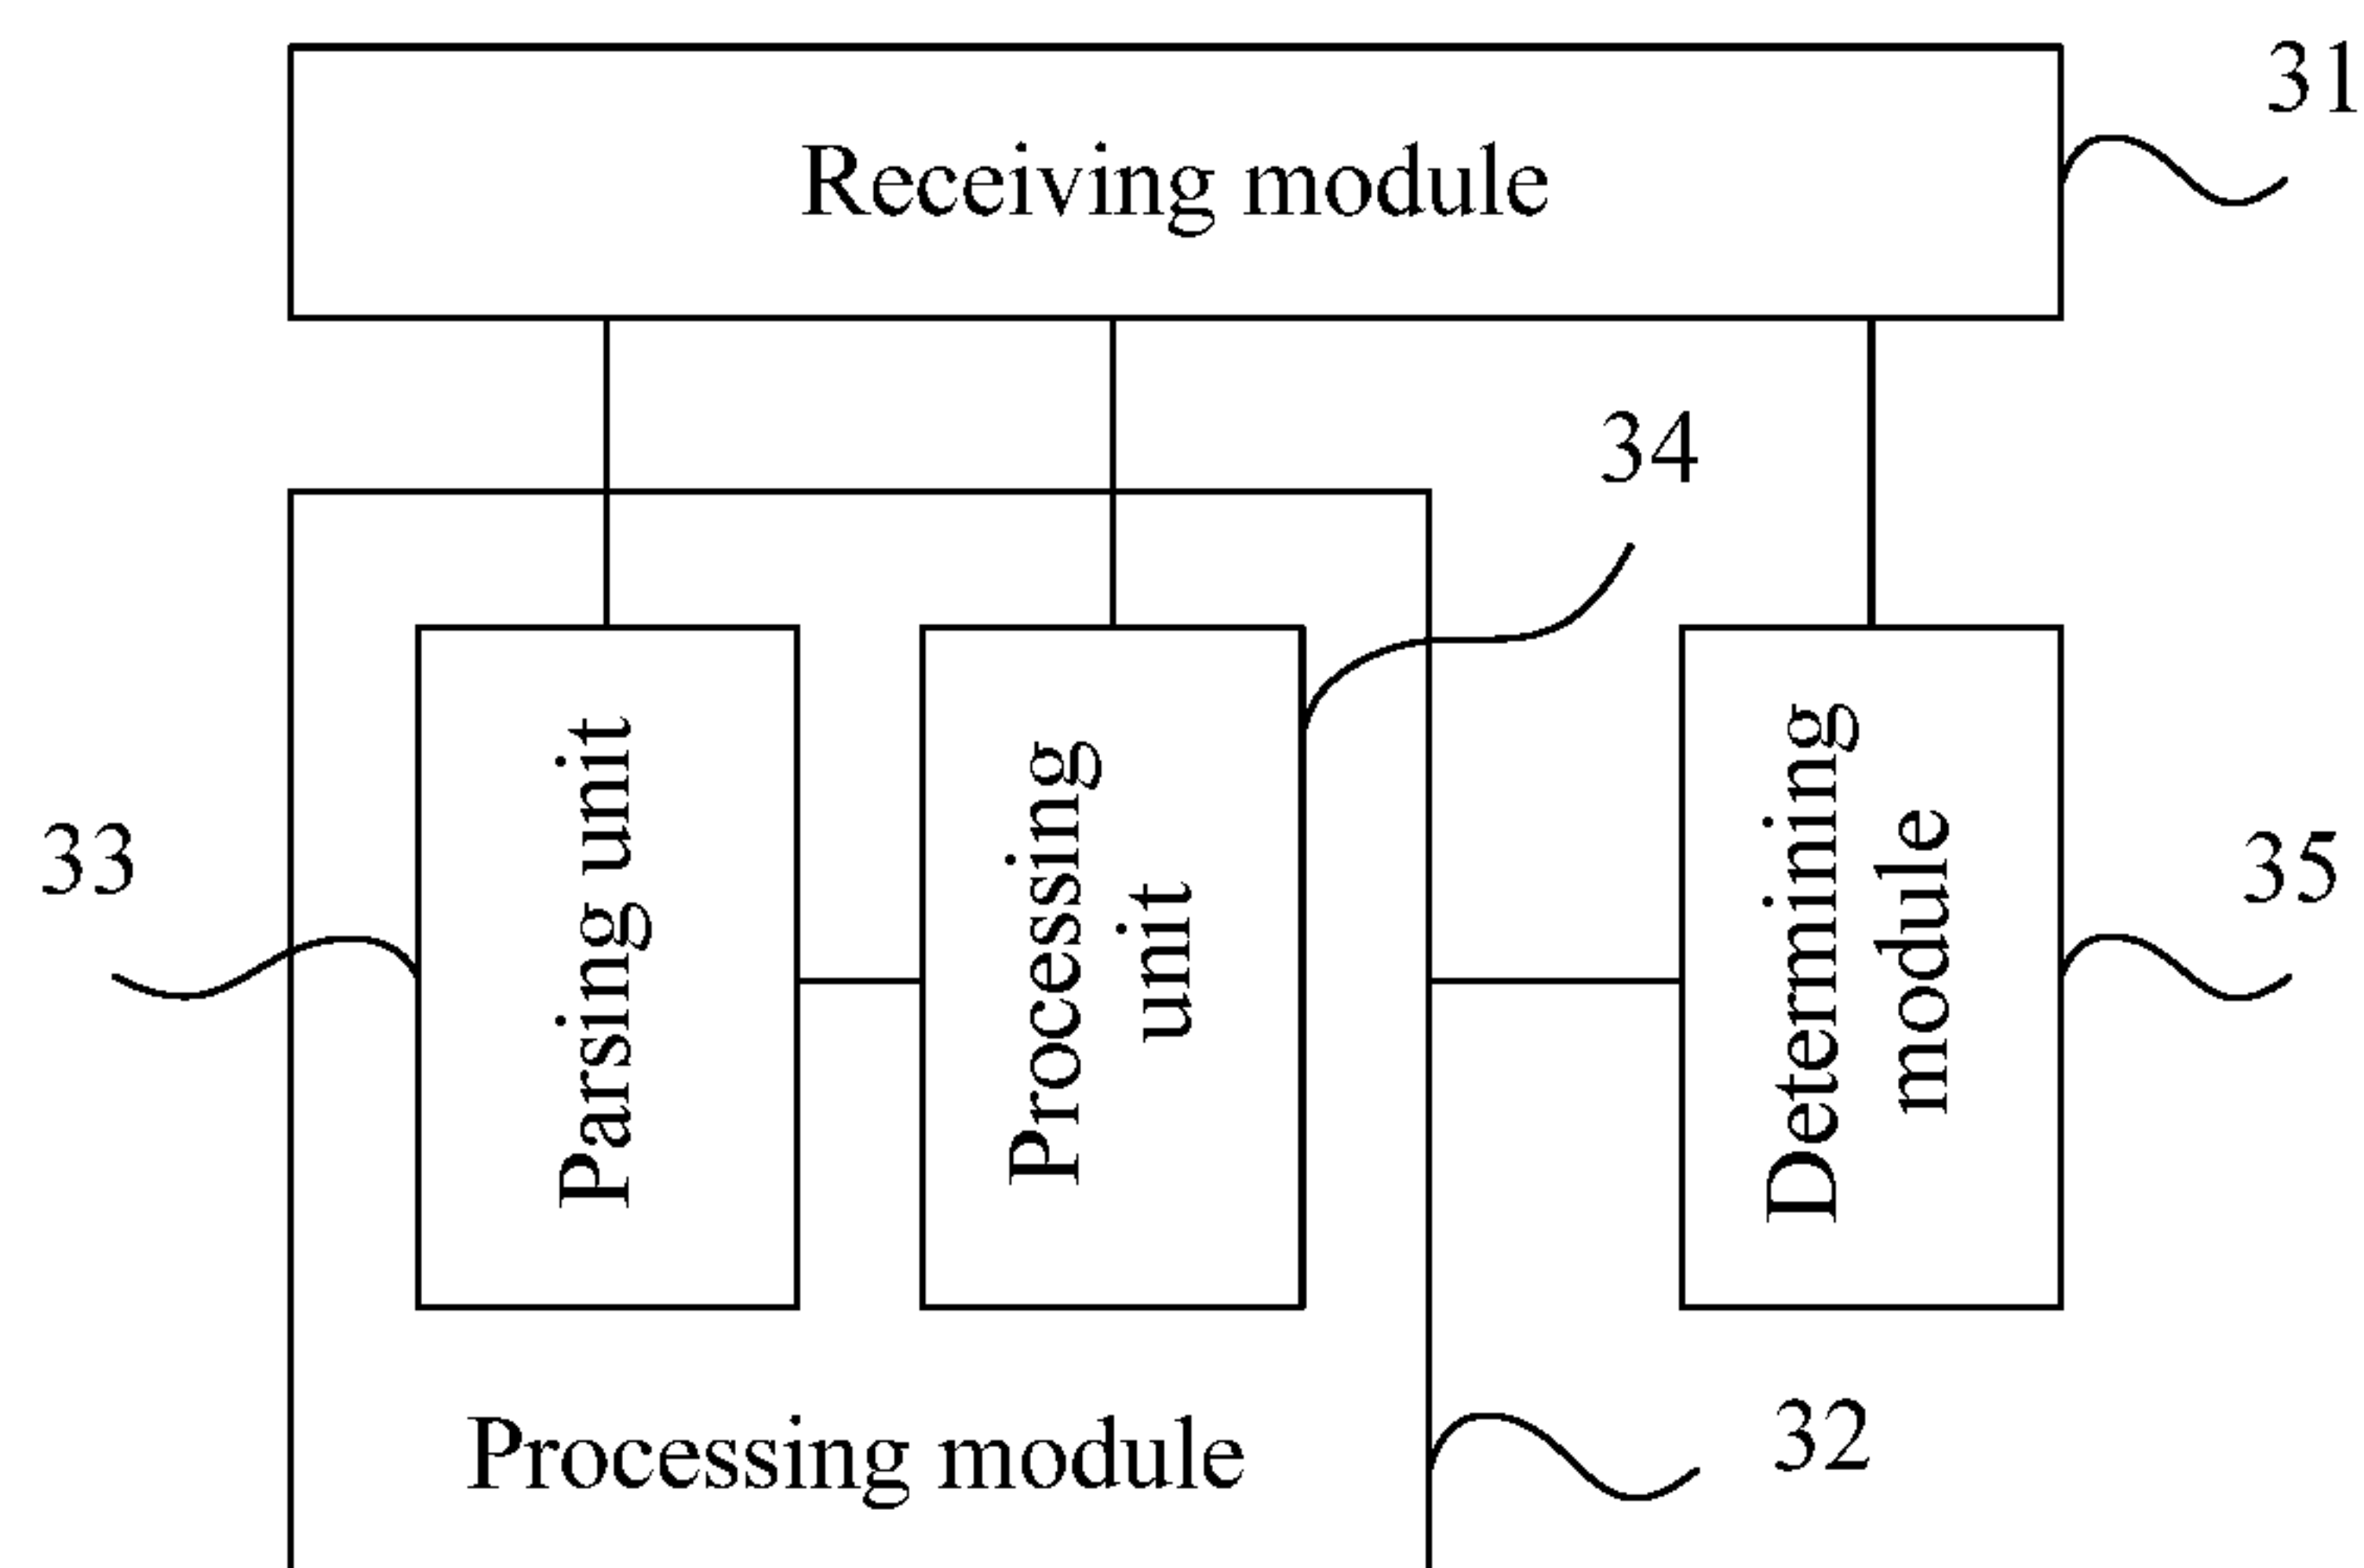 31
Receiving module
34
33
Parsing unit
Processing
unit
Determining
module
35
Processing module
32